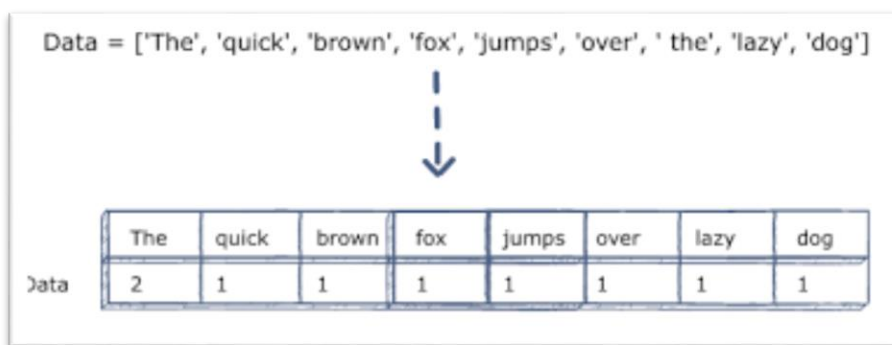 Data = ['The', 'quick', 'brown', 'fox', 'jumps', 'over', ' the', 'lazy', 'dog']
The quick brown fox jumps over lazy dog
Data 2 1 1 1 1 1 1 1